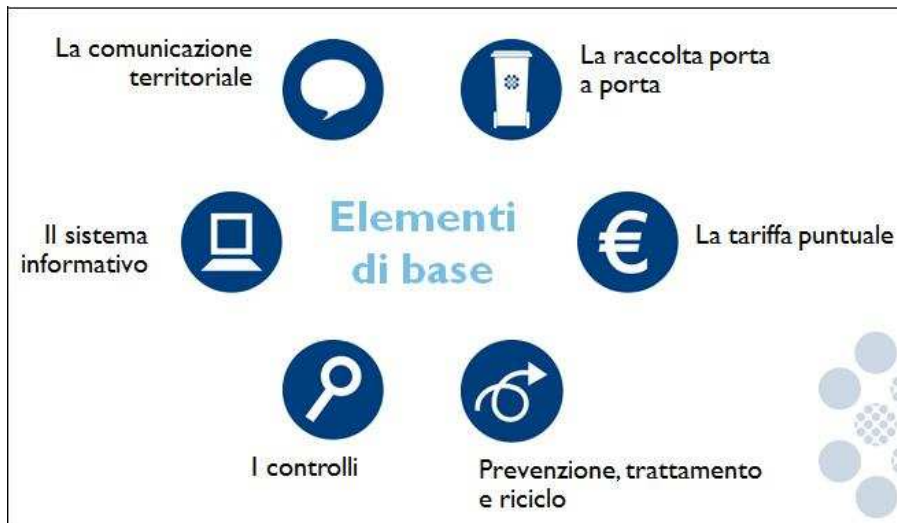 La comunicazione
territoriale
La raccolta porta
a porta
Il sistema
informativo
Elementi
di base
€
La tariffa puntuale
I controlli
Prevenzione, trattamento
e riciclo